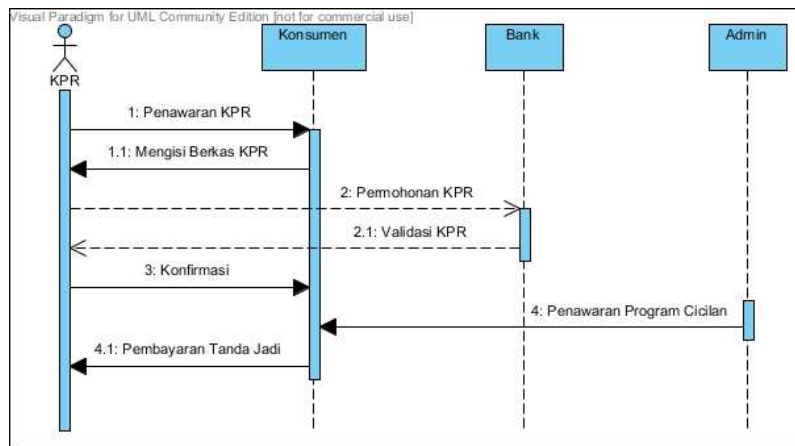 Visual Paradigm for UML Community Edition [not for commercial use]
Konsumen
Bank
Admin
KPR
1: Penawaran KPR
1.1: Mengisi Berkas KPR
2: Permohonan KPR
2.1: Validasi KPR
3: Konfirmasi
4: Penawaran Program Cicilan
4.1: Pembayaran Tanda Jadi